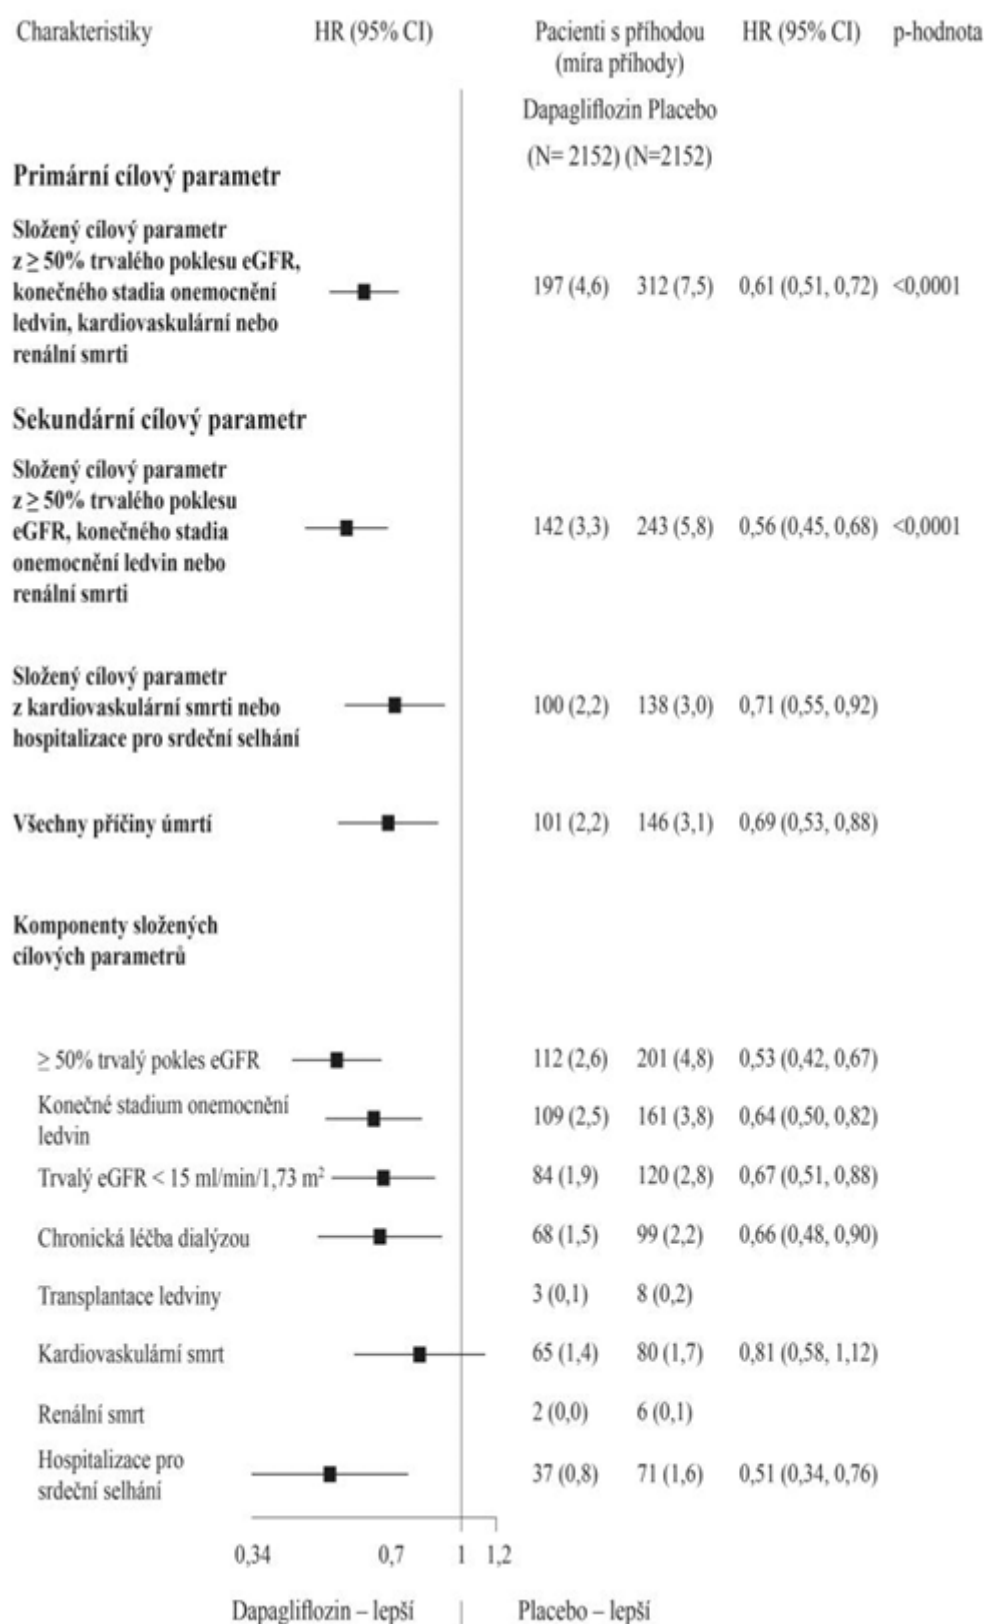 Charakteristiky HR (95% CI) Pacienti s příhodou HR (95% CI) p-hodnota
(míra příhody)
Dapagliflozin Placebo
(N= 2152) (N=2152)
Primární cílový parametr
Složený cílový parametr
z ≥ 50% trvalého poklesu eGFR,
konečného stadia onemocnění 197 (4,6) 312 (7,5) 0,61 (0,51, 0,72) <0,0001
ledvin, kardiovaskulární nebo
renální smrti
Sekundární cílový parametr
Složený cílový parametr
z ≥ 50% trvalého poklesu
eGFR, konečného stadia 142 (3,3) 243 (5,8) 0,56 (0,45, 0,68) <0,0001
onemocnění ledvin nebo
renální smrti
Složený cílový parametr
z kardiovaskulární smrti nebo 100 (2,2) 138 (3,0) 0,71 (0,55, 0,92)
hospitalizace pro srdeční selhání
Všechny příčiny úmrtí 101 (2,2) 146 (3,1) 0,69 (0,53, 0,88)
Komponenty složených
cílových parametrů
≥ 50% trvalý pokles eGFR 112 (2,6) 201 (4,8) 0,53 (0,42, 0,67)
Konečné stadium onemocnění 109 (2,5) 161 (3,8) 0,64 (0,50, 0,82)
ledvin
Trvalý eGFR < 15 ml/min/1,73 m² 84 (1,9) 120 (2,8) 0,67 (0,51, 0,88)
Chronická léčba dialýzou 68 (1,5) 99 (2,2) 0,66 (0,48, 0,90)
Transplantace ledviny 3 (0,1) 8 (0,2)
Kardiovaskulární smrt 65 (1,4) 80 (1,7) 0,81 (0,58, 1,12)
Renální smrt 2 (0,0) 6 (0,1)
Hospitalizace pro 37 (0,8) 71 (1,6) 0,51 (0,34, 0,76)
srdeční selhání
0,34 0,7 1 1,2
Dapagliflozin – lepší Placebo – lepší